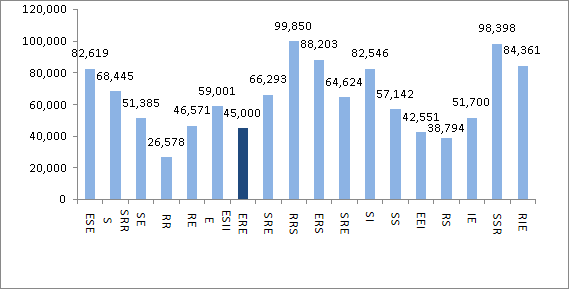 120,000
100,000
80,000
60,000
40,000
20,000
0
82,619
68,445
51,385
26,578
46,571
59,001
45,000
66,293
99,850
88,203
64,624
82,546
57,142
42,551
38,794
51,700
98,398
84,361
ESE
S
SRR
SE
RR
RE
E
ESII
ERE
SRE
RRS
ERS
SRE
SI
SS
EEI
RS
IE
SSR
RIE